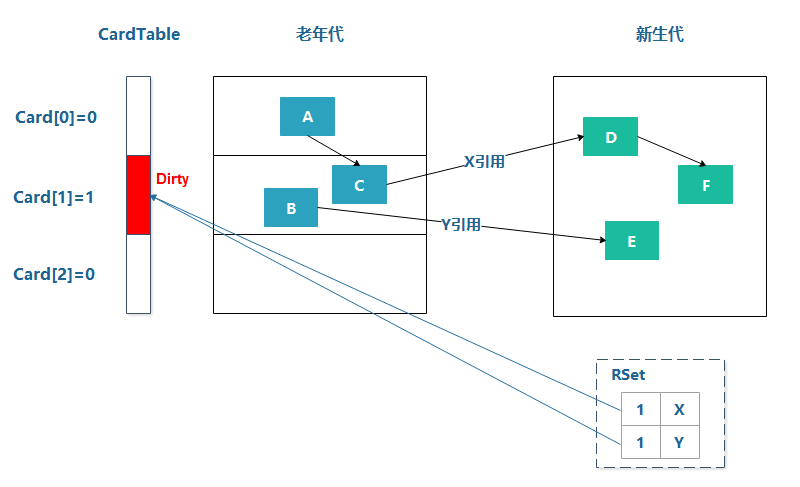 CardTable
老年代
新生代
Card[0]=0
A
D
X引用
Dirty
C
F
Card[1]=1
B
Y引用
E
Card[2]=0
RSet
1 X
1 Y